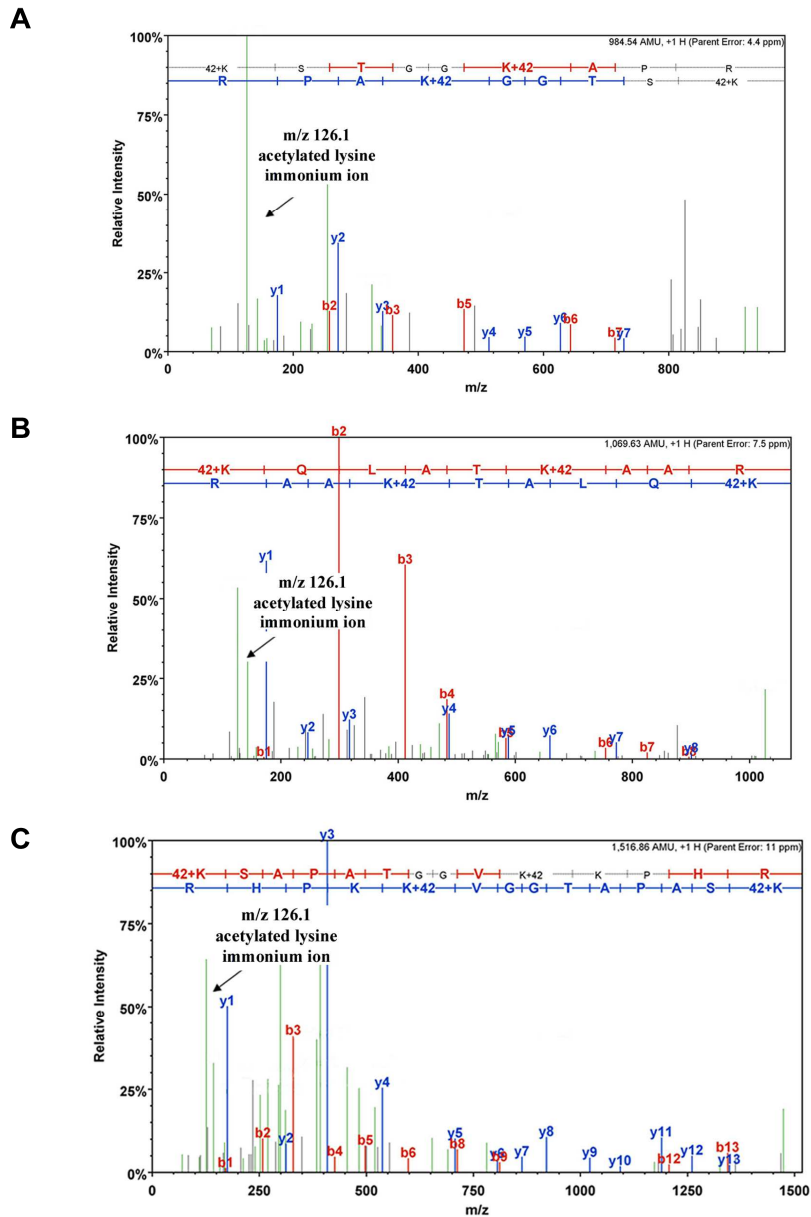 A
100%
984.54 AMU, +1 H (Parent Error: 4.4 ppm)
42+K S T G G K+42 A P R
R P A K+42 G G T S 42+K
75%
m/z 126.1
acetylated lysine
immonium ion
Relative Intensity
50%
y2
25%
y1
b2
y3
b3
b5
y4
y5
y6
b6
b7
y7
0%
0 200 400 600 800
m/z
B
b2
100%
1,069.63 AMU, +1 H (Parent Error: 7.5 ppm)
42+K Q L A T K+42 A A R
R A A K+42 T A L Q 42+K
75%
y1
b3
m/z 126.1
acetylated lysine
immonium ion
Relative Intensity
50%
25%
b1
y2
y3
b4
y4
y5
y6
b6
y7
b7
y8
0%
0 200 400 600 800 1000
m/z
C
y3
100%
1,516.86 AMU, +1 H (Parent Error: 11 ppm)
42+K S A P A T G G V K+42 K P H R
R H P K K+42 V G G T A P A S 42+K
75%
m/z 126.1
acetylated lysine
immonium ion
Relative Intensity
50%
y1
b3
25%
b1
b2
y2
b4
y4
b5
b6
y5
b8
y7
y8
y9
y10
y11
b12
y12
b13
y13
0%
0 250 500 750 1000 1250 1500
m/z